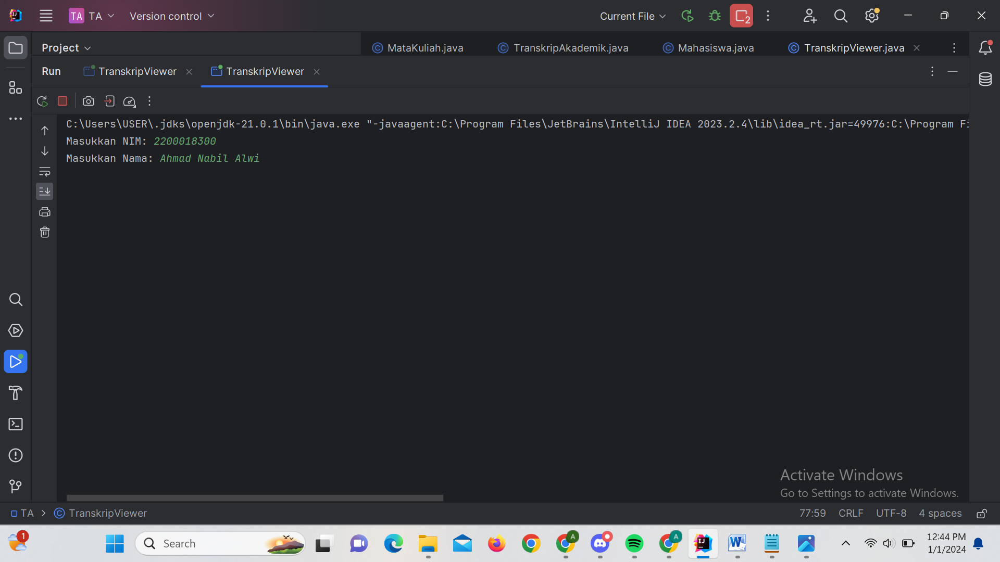 TA TA Version control Current File 2
Project MataKuliah.java TranskripAkademik.java Mahasiswa.java TranskripViewer.java
Run TranskripViewer TranskripViewer
C:\Users\USER\.jdks\openjdk-21.0.1\bin\java.exe "-javaagent:C:\Program Files\JetBrains\IntelliJ IDEA 2023.2.4\lib\idea_rt.jar=49976:C:\Program Fi
Masukkan NIM: 2200018300
Masukkan Nama: Ahmad Nabil Alwi
Activate Windows
Go to Settings to activate Windows.
TA > TranskripViewer 77:59 CRLF UTF-8 4 spaces
1 Search A A IJ W 12:44 PM
1/1/2024